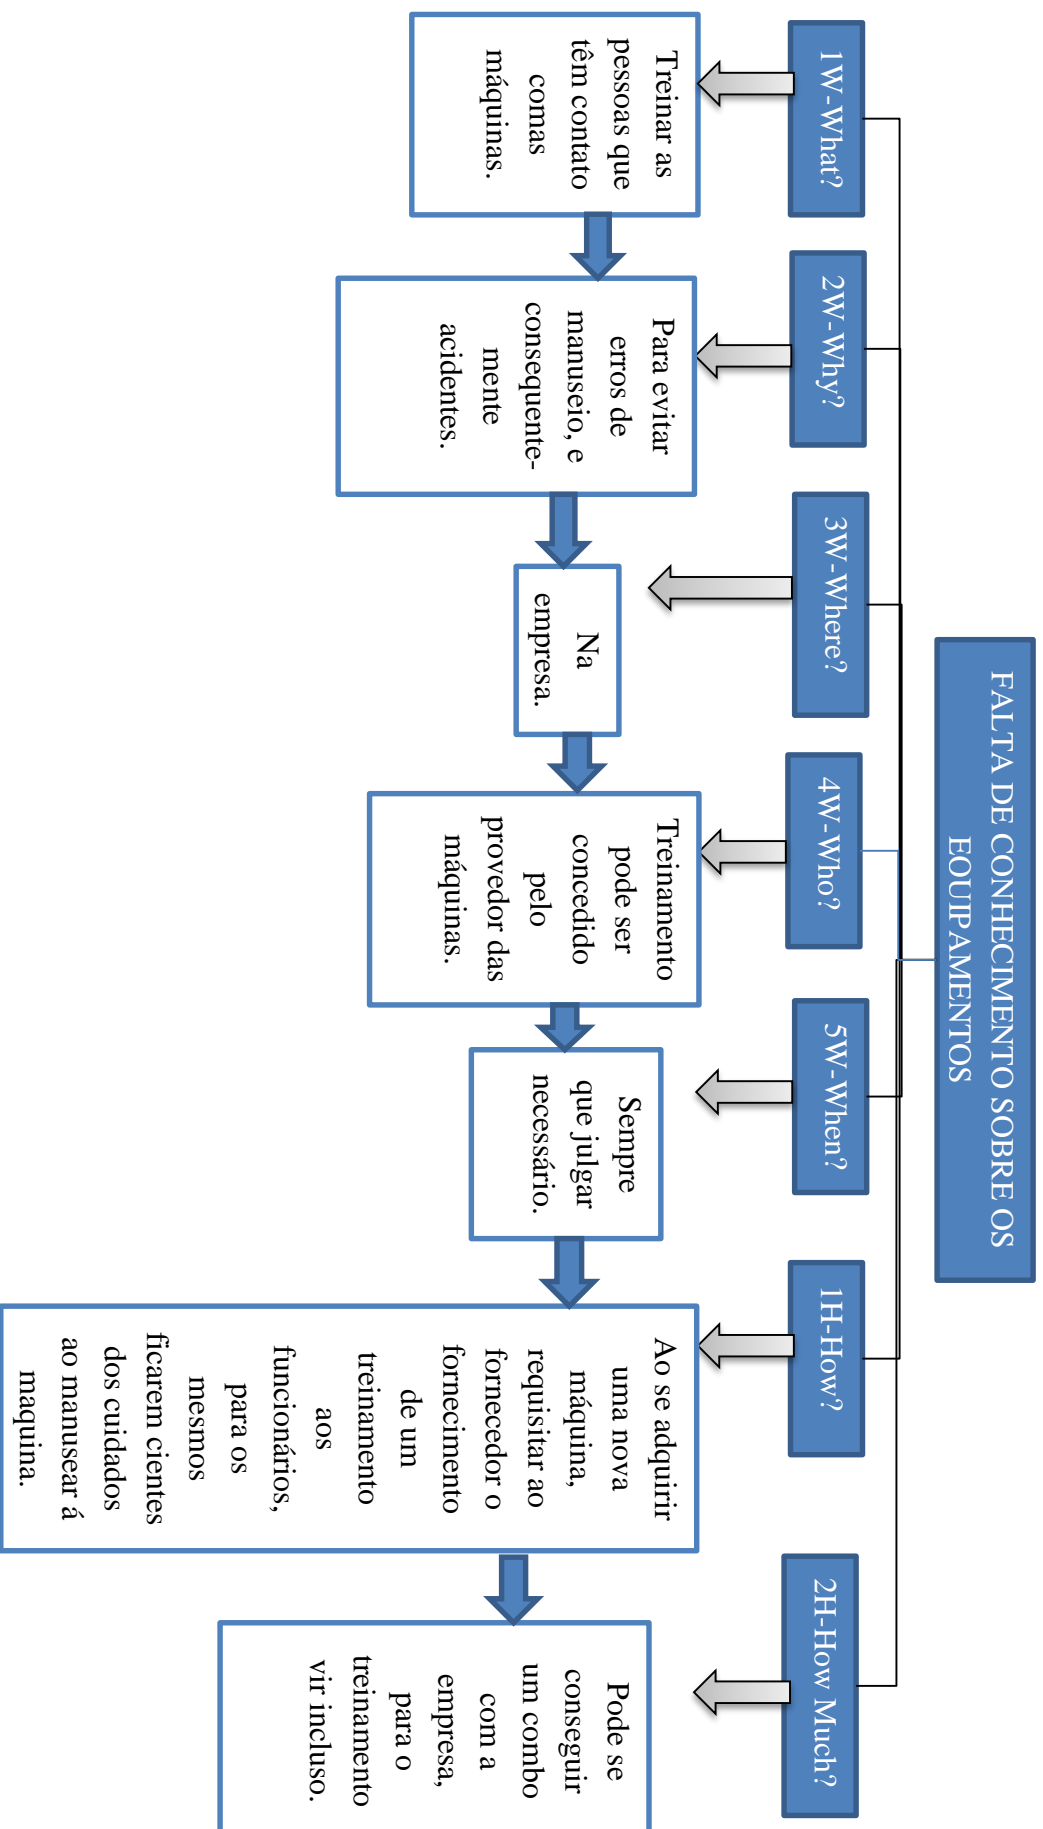 FALTA DE CONHECIMENTO SOBRE OS
EQUIPAMENTOS
1W-What?
2W-Why?
3W-Where?
4W-Who?
5W-When?
1H-How?
2H-How Much?
Treinar as
pessoas que
têm contato
comas
máquinas.
Para evitar
erros de
manuseio, e
consequente-
mente
acidentes.
Na
empresa.
Treinamento
pode ser
concedido
pelo
provedor das
máquinas.
Sempre
que julgar
necessário.
Ao se adquirir
uma nova
máquina,
requisitar ao
fornecedor o
fornecimento
de um
treinamento
aos
funcionários,
para os
mesmos
ficarem cientes
dos cuidados
ao manusear á
maquina.
Pode se
conseguir
um combo
com a
empresa,
para o
treinamento
vir incluso.